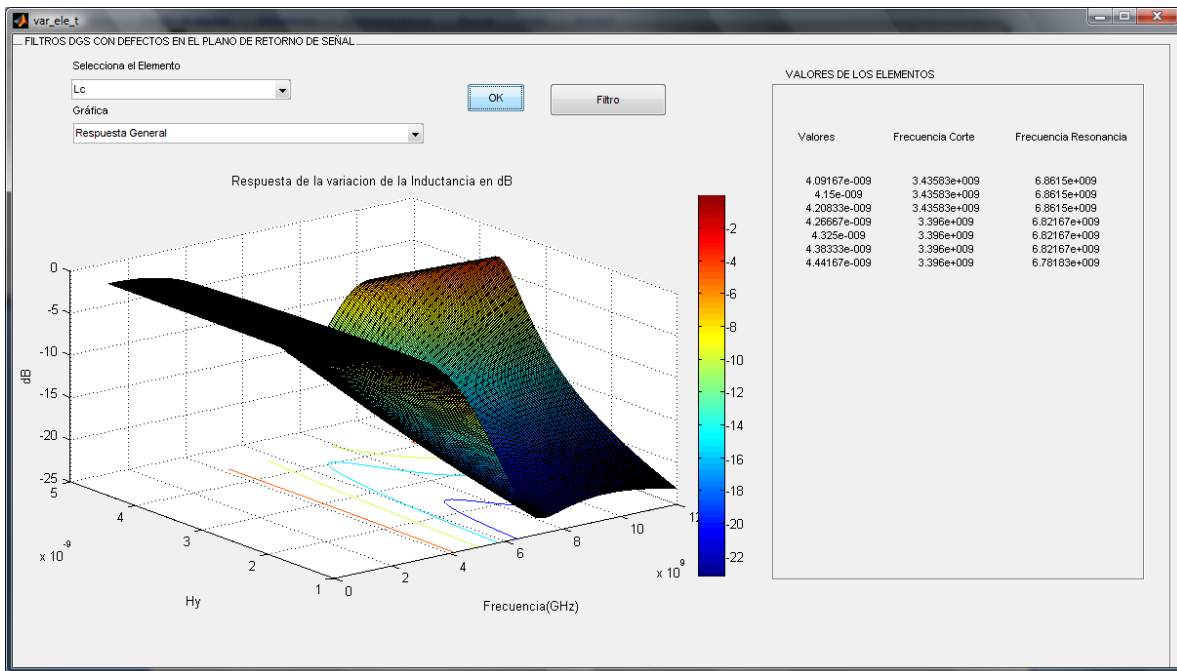 var_ele_t
FILTROS DGS CON DEFECTOS EN EL PLANO DE RETORNO DE SEÑAL
Selecciona el Elemento
Lc
Gráfica
Respuesta General
OK
Filtro
Respuesta de la variacion de la Inductancia en dB
0
-5
-10
-15
-20
-25
dB
5
4
3
2
1
x 10^-9
Hy
0
2
4
6
8
10
12
x 10^9
Frecuencia(GHz)
-2
-4
-6
-8
-10
-12
-14
-16
-18
-20
-22
VALORES DE LOS ELEMENTOS
Valores Frecuencia Corte Frecuencia Resonancia
4.09167e-009 3.43583e+009 6.8615e+009
4.15e-009 3.43583e+009 6.8615e+009
4.20833e-009 3.43583e+009 6.8615e+009
4.26667e-009 3.396e+009 6.82167e+009
4.325e-009 3.396e+009 6.82167e+009
4.38333e-009 3.396e+009 6.82167e+009
4.44167e-009 3.396e+009 6.78183e+009